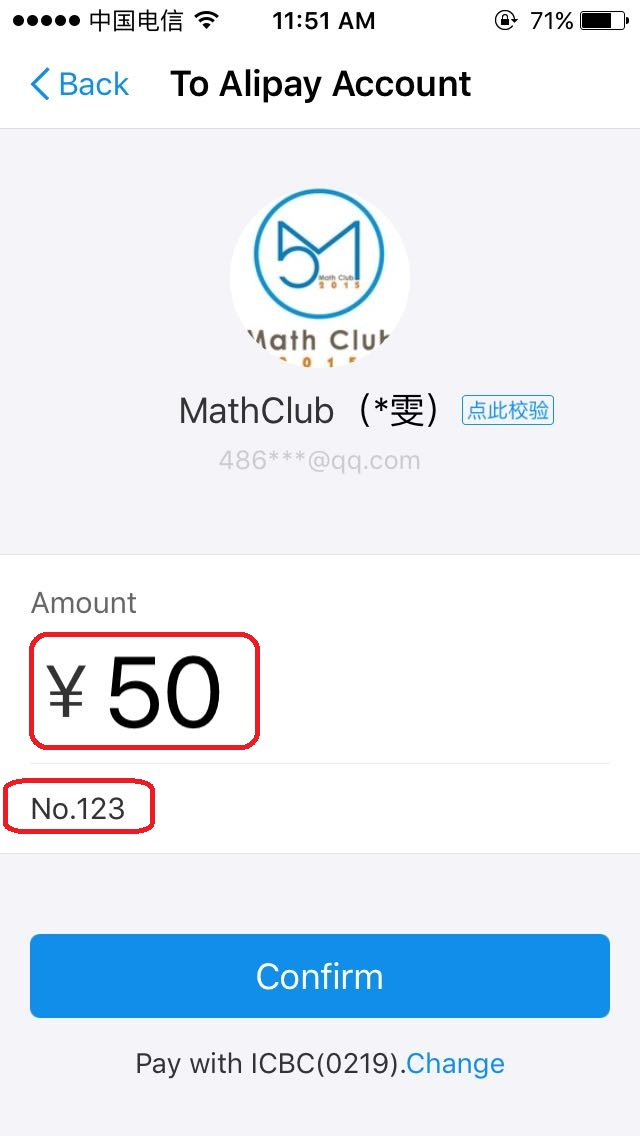 中国电信 11:51 AM 71%
Back To Alipay Account
5M
Math Club
2015
Math Club
2015
MathClub（*雯） 点此校验
486***@qq.com
Amount
¥ 50
No.123
Confirm
Pay with ICBC(0219).Change